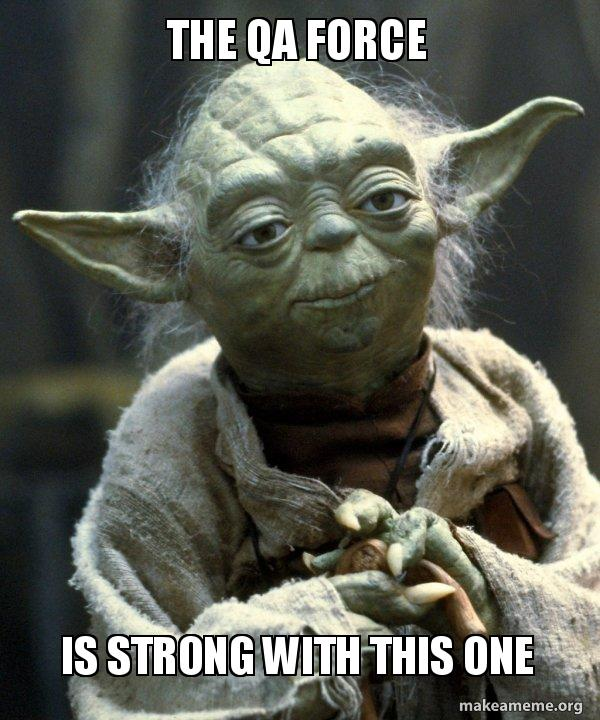 THE QA FORCE
IS STRONG WITH THIS ONE
makeameme.org